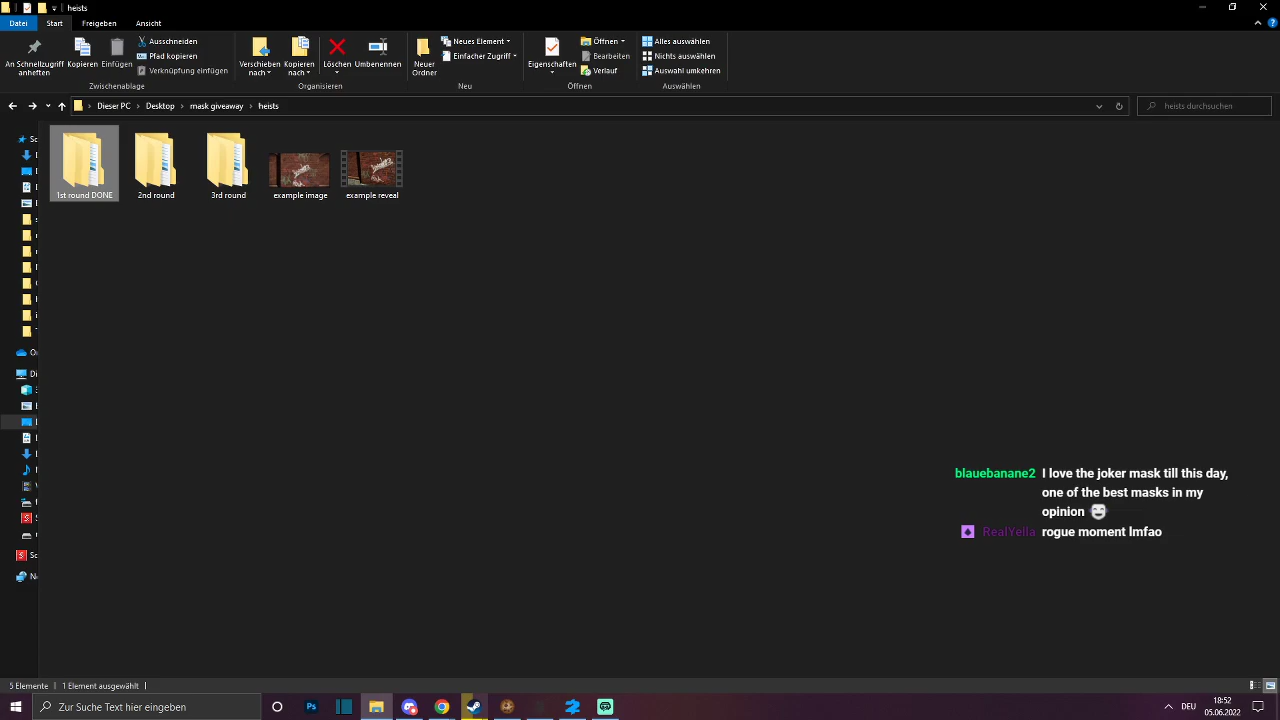 heists
Datei Start Freigeben Ansicht
An Schnellzugriff anheften
Kopieren
Einfügen
Ausschneiden
Pfad kopieren
Verknüpfung einfügen
Zwischenablage
Verschieben nach
Kopieren nach
Löschen
Umbenennen
Organisieren
Neuer Ordner
Neues Element
Einfacher Zugriff
Neu
Eigenschaften
Öffnen
Bearbeiten
Verlauf
Öffnen
Alles auswählen
Nichts auswählen
Auswahl umkehren
Auswählen
Dieser PC > Desktop > mask giveaway > heists
heists durchsuchen
1st round DONE
2nd round
3rd round
example image
example reveal
blauebanane2 I love the joker mask till this day,
one of the best masks in my
opinion
RealYella rogue moment lmfao
5 Elemente 1 Element ausgewählt
Zur Suche Text hier eingeben
Ps
DEU
18:52
05.06.2022